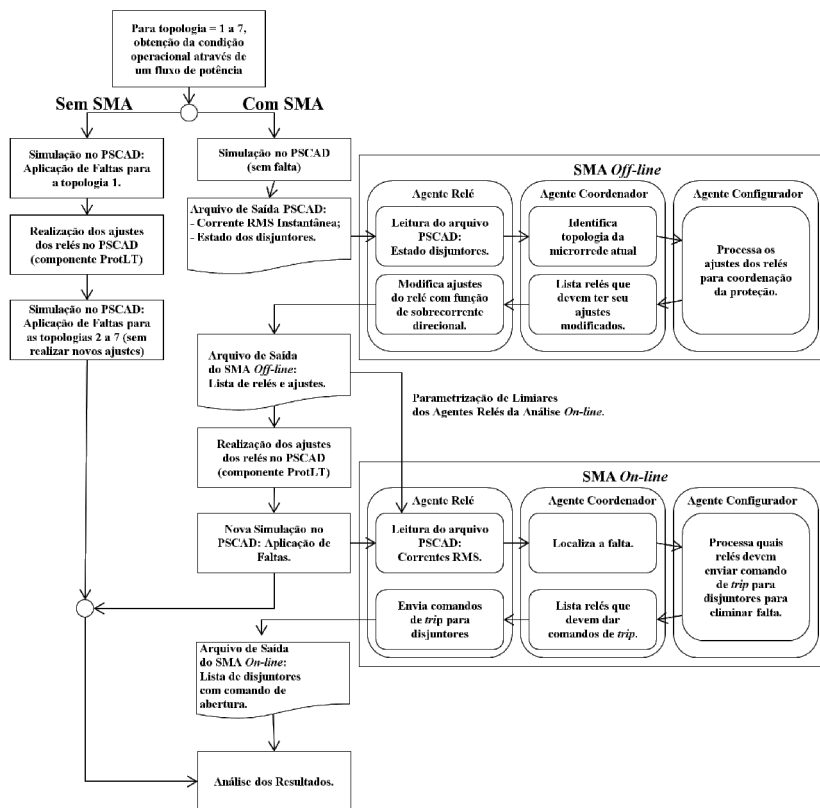 Para topologia = 1 a 7,
obtenção da condição
operacional através de
um fluxo de potência
Sem SMA
Com SMA
Simulação no PSCAD:
Aplicação de Faltas para
a topologia 1.
Realização dos ajustes
dos relés no PSCAD
(componente ProtLT)
Simulação no PSCAD:
Aplicação de Faltas para
as topologias 2 a 7 (sem
realizar novos ajustes)
Simulação no PSCAD
(sem falta)
Arquivo de Saída PSCAD:
- Corrente RMS Instantânea;
- Estado dos disjuntores.
SMA Off-line
Agente Relé
Leitura do arquivo
PSCAD:
Estado disjuntores.
Modifica ajustes
do relé com função de
sobrecorrente
direcional.
Agente Coordenador
Identifica
topologia da
microrrede atual
Lista relés que
devem ter seu
ajustes
modificados.
Agente Configurador
Processa os
ajustes dos relés
para coordenação
da proteção.
Arquivo de Saída
do SMA Off-line:
Lista de relés e ajustes.
Parametrização de Limiares
dos Agentes Relés da Análise On-line.
Realização dos ajustes
dos relés no PSCAD
(componente ProtLT)
Nova Simulação no
PSCAD: Aplicação de
Faltas.
SMA On-line
Agente Relé
Leitura do arquivo
PSCAD:
Correntes RMS.
Envia comandos
de trip para
disjuntores
Agente Coordenador
Localiza a falta.
Lista relés que
devem dar
comandos de trip.
Agente Configurador
Processa quais
relés devem
enviar comando
de trip para
disjuntores para
eliminar falta.
Arquivo de Saída
do SMA On-line:
Lista de disjuntores
com comando de
abertura.
Análise dos Resultados.